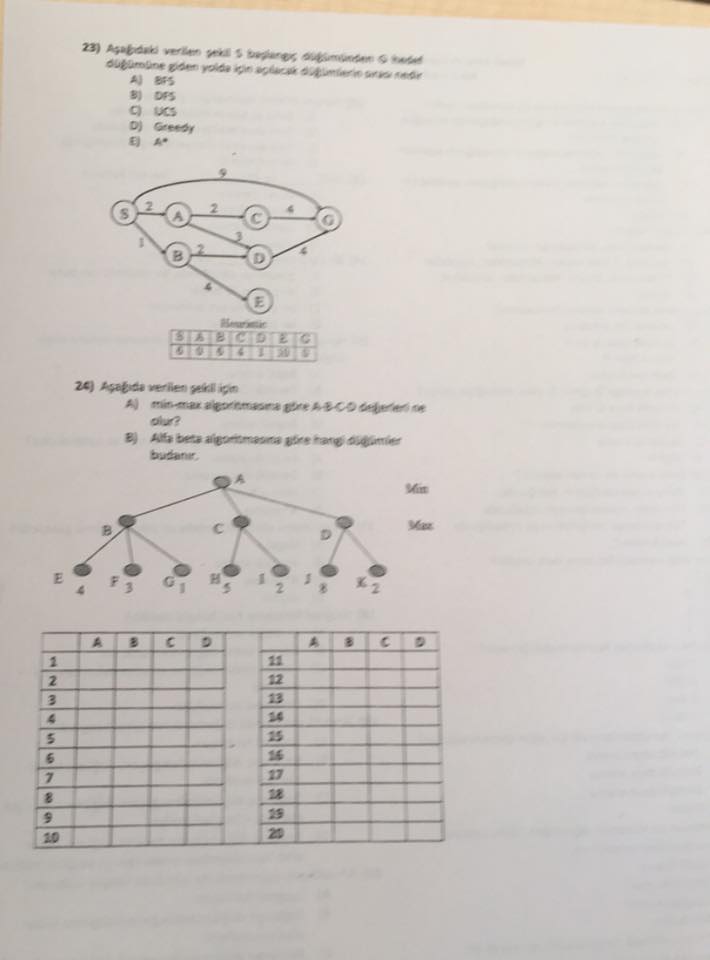 23) Aşağıdaki verilen şekil S başlangıç düğümünden G hedef
düğümüne giden yolda için açılacak düğümlerin sırası nedir
A) BFS
B) DFS
C) UCS
D) Greedy
E) A*
9
S 2 A 2 C 4 G
3
1 B 2 D 4
4
E
Heuristic
S A B C D E G
6 0 6 4 1 10 0
24) Aşağıda verilen şekil için
A) min-max algoritmasına göre A-B-C-D değerleri ne
olur?
B) Alfa beta algoritmasına göre hangi düğümler
budanır.
A Min
B C D Max
E F G H I J K
4 3 1 5 2 8 2
A B C D A B C D
1 11
2 12
3 13
4 14
5 15
6 16
7 17
8 18
9 19
10 20